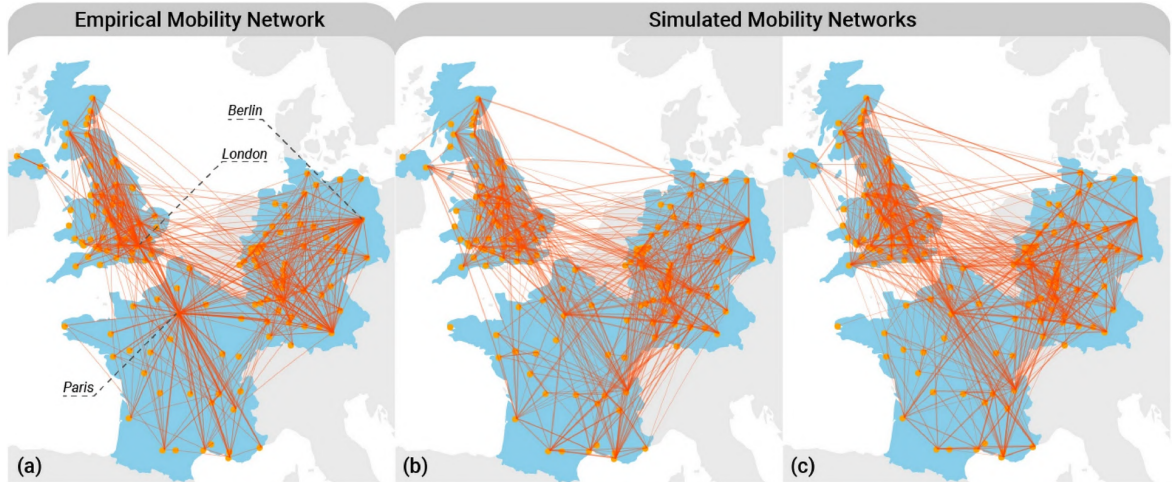 Empirical Mobility Network
Simulated Mobility Networks
Berlin
London
Paris
(a)
(b)
(c)